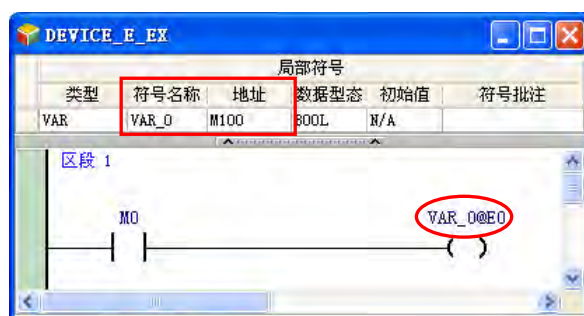 DEVICE_E_EX
局部符号
类型 符号名称 地址 数据型态 初始值 符号批注
VAR VAR_0 M100 BOOL N/A
区段 1
M0 VAR_0@E0